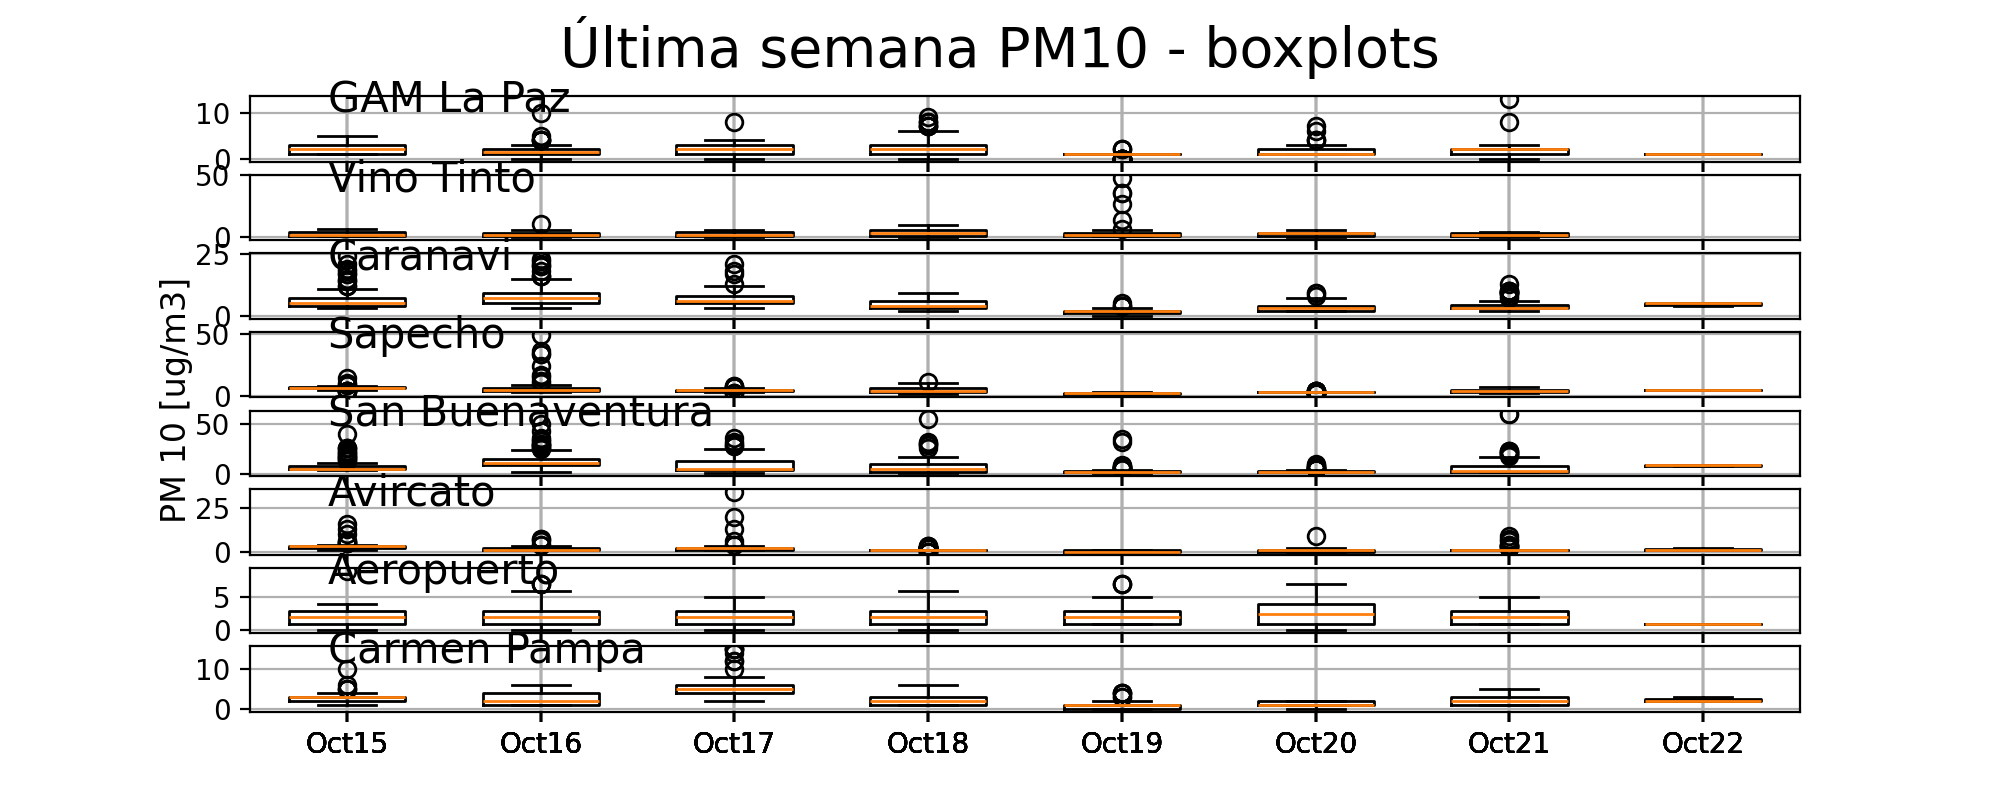 Última semana PM10 - boxplots
GAM La Paz
10
0
Vino Tinto
50
0
Caranavi
25
0
Sapecho
50
0
San Buenaventura
50
0
Avircato
25
0
Aeropuerto
5
0
Carmen Pampa
10
0
PM 10 [ug/m3]
Oct15 Oct16 Oct17 Oct18 Oct19 Oct20 Oct21 Oct22